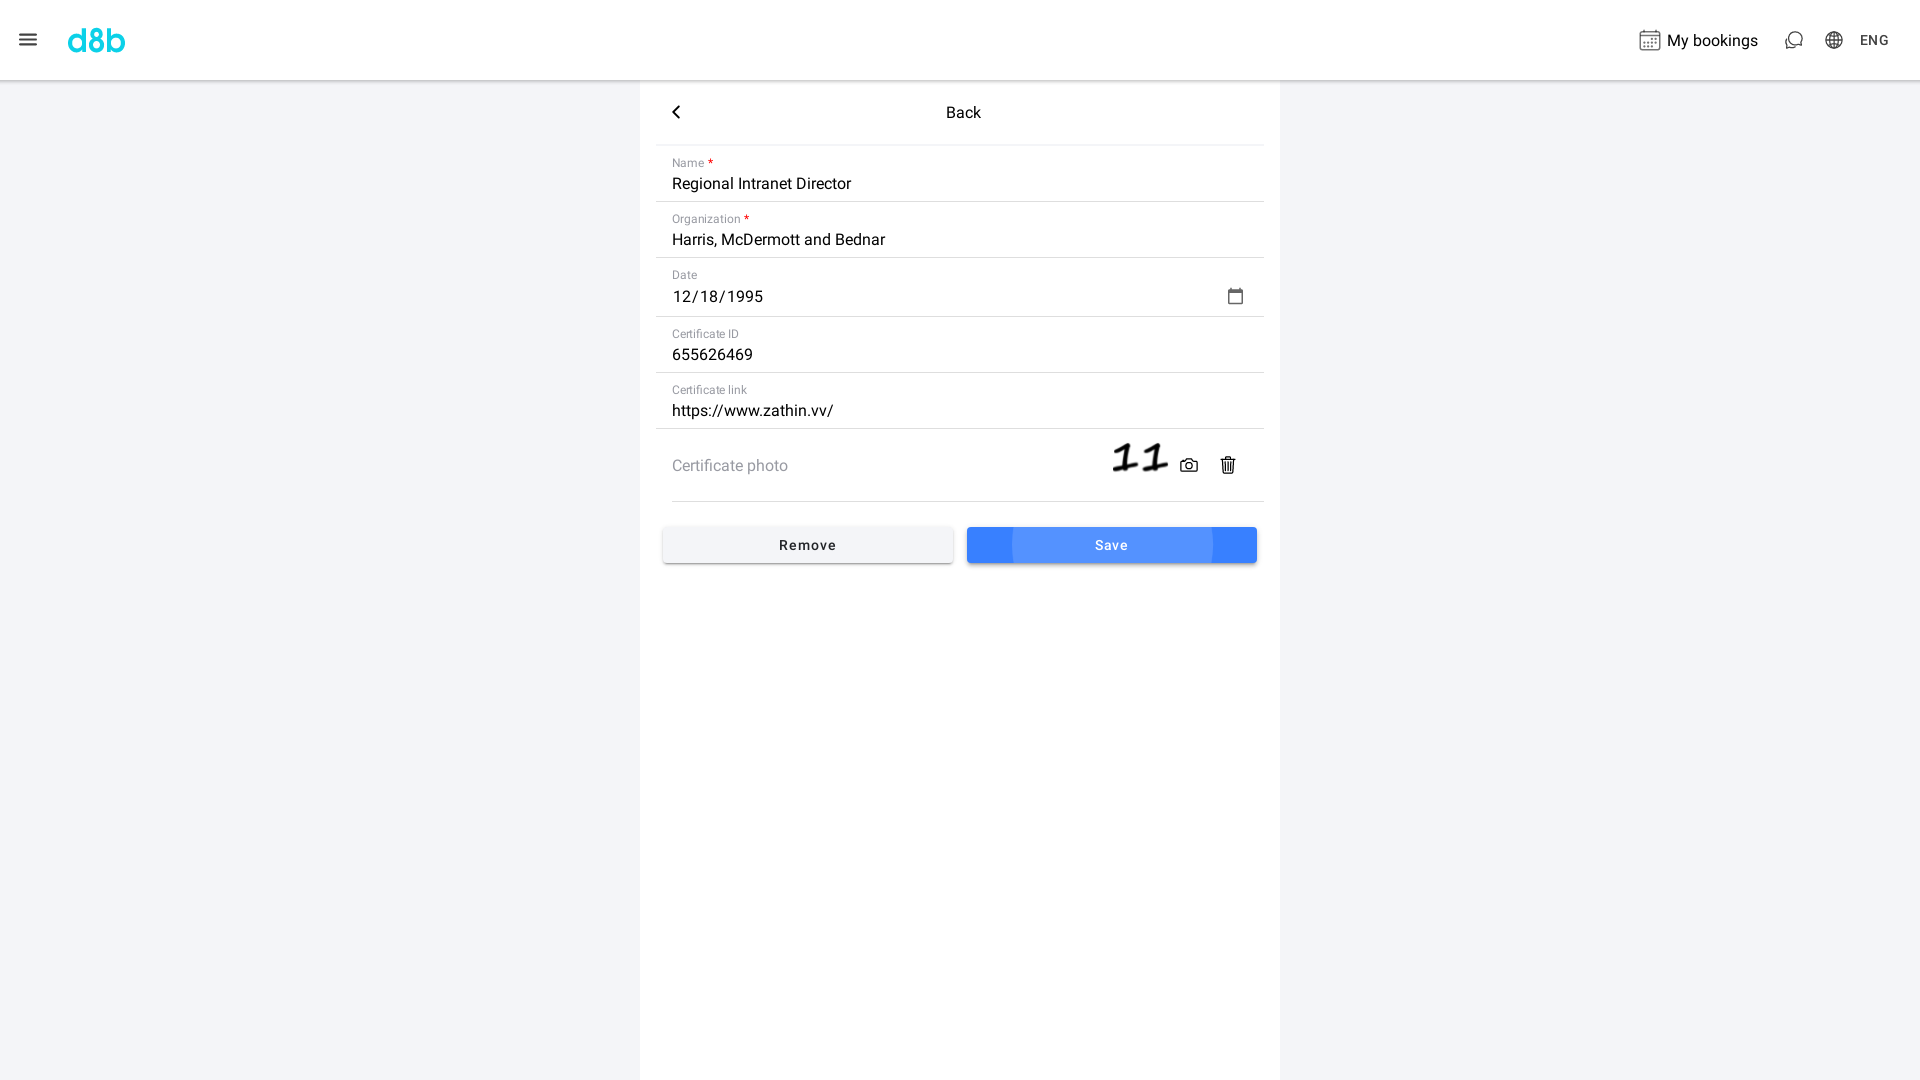 d8b
My bookings
ENG
Back
Name *
Regional Intranet Director
Organization *
Harris, McDermott and Bednar
Date
12/18/1995
Certificate ID
655626469
Certificate link
https://www.zathin.vv/
Certificate photo
11
Remove
Save